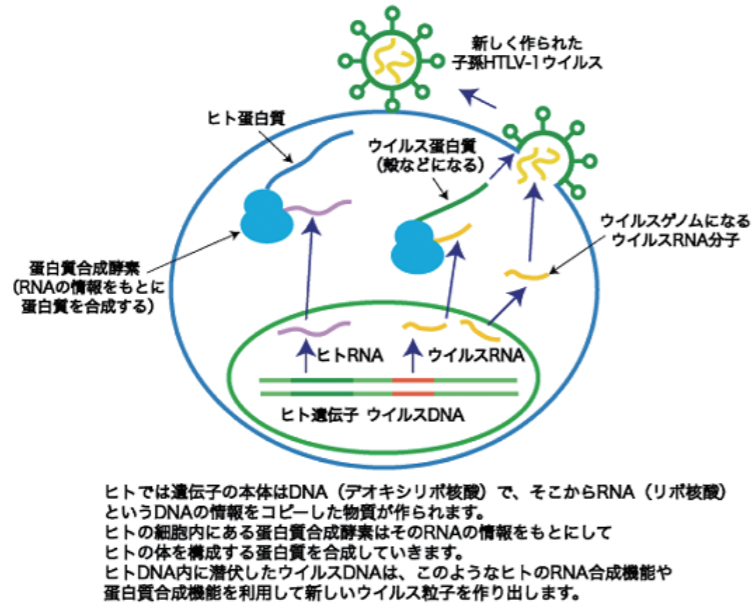 新しく作られた
子孫HTLV-1ウイルス
ヒト蛋白質
ウイルス蛋白質
（殻などになる）
ウイルスゲノムになる
ウイルスRNA分子
蛋白質合成酵素
（RNAの情報をもとに
蛋白質を合成する）
ヒトRNA
ウイルスRNA
ヒト遺伝子
ウイルスDNA
ヒトでは遺伝子の本体はDNA（デオキシリボ核酸）で、そこからRNA（リボ核酸）
というDNAの情報をコピーした物質が作られます。
ヒトの細胞内にある蛋白質合成酵素はそのRNAの情報をもとにして
ヒトの体を構成する蛋白質を合成していきます。
ヒトDNA内に潜伏したウイルスDNAは、このようなヒトのRNA合成機能や
蛋白質合成機能を利用して新しいウイルス粒子を作り出します。